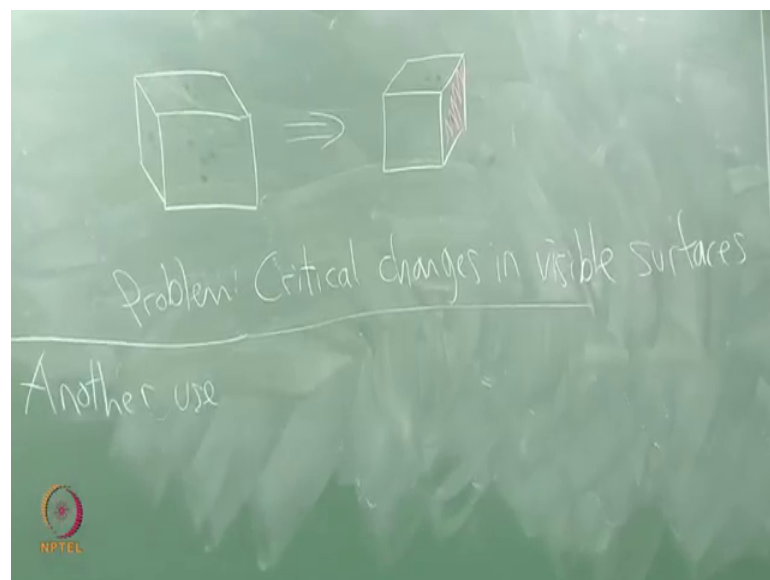 Problem: Critical changes in visible surfaces
Another use
NPTEL